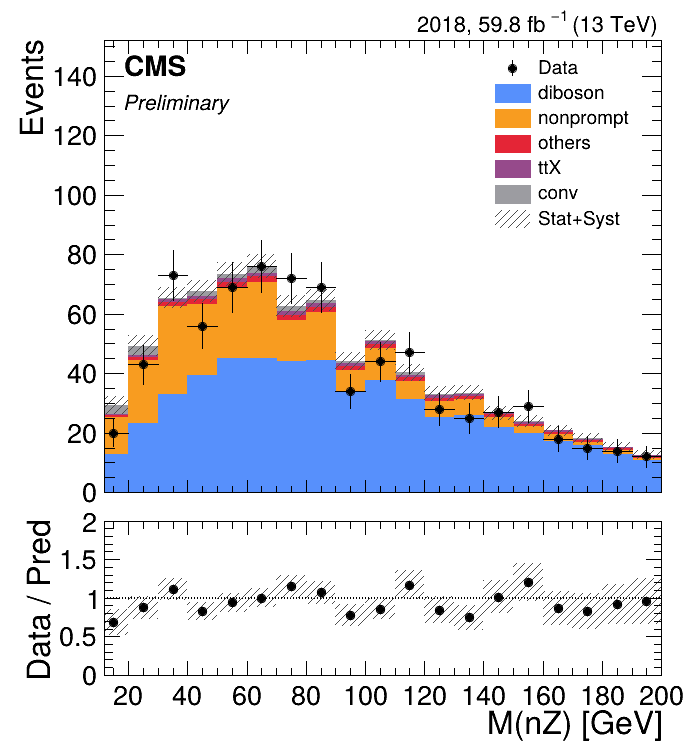 2018, 59.8 fb⁻¹ (13 TeV)
Events
140
120
100
80
60
40
20
0
CMS
Preliminary
Data
diboson
nonprompt
others
ttX
conv
Stat+Syst
Data / Pred
2
1.5
1
0.5
0
20 40 60 80 100 120 140 160 180 200
M(nZ) [GeV]